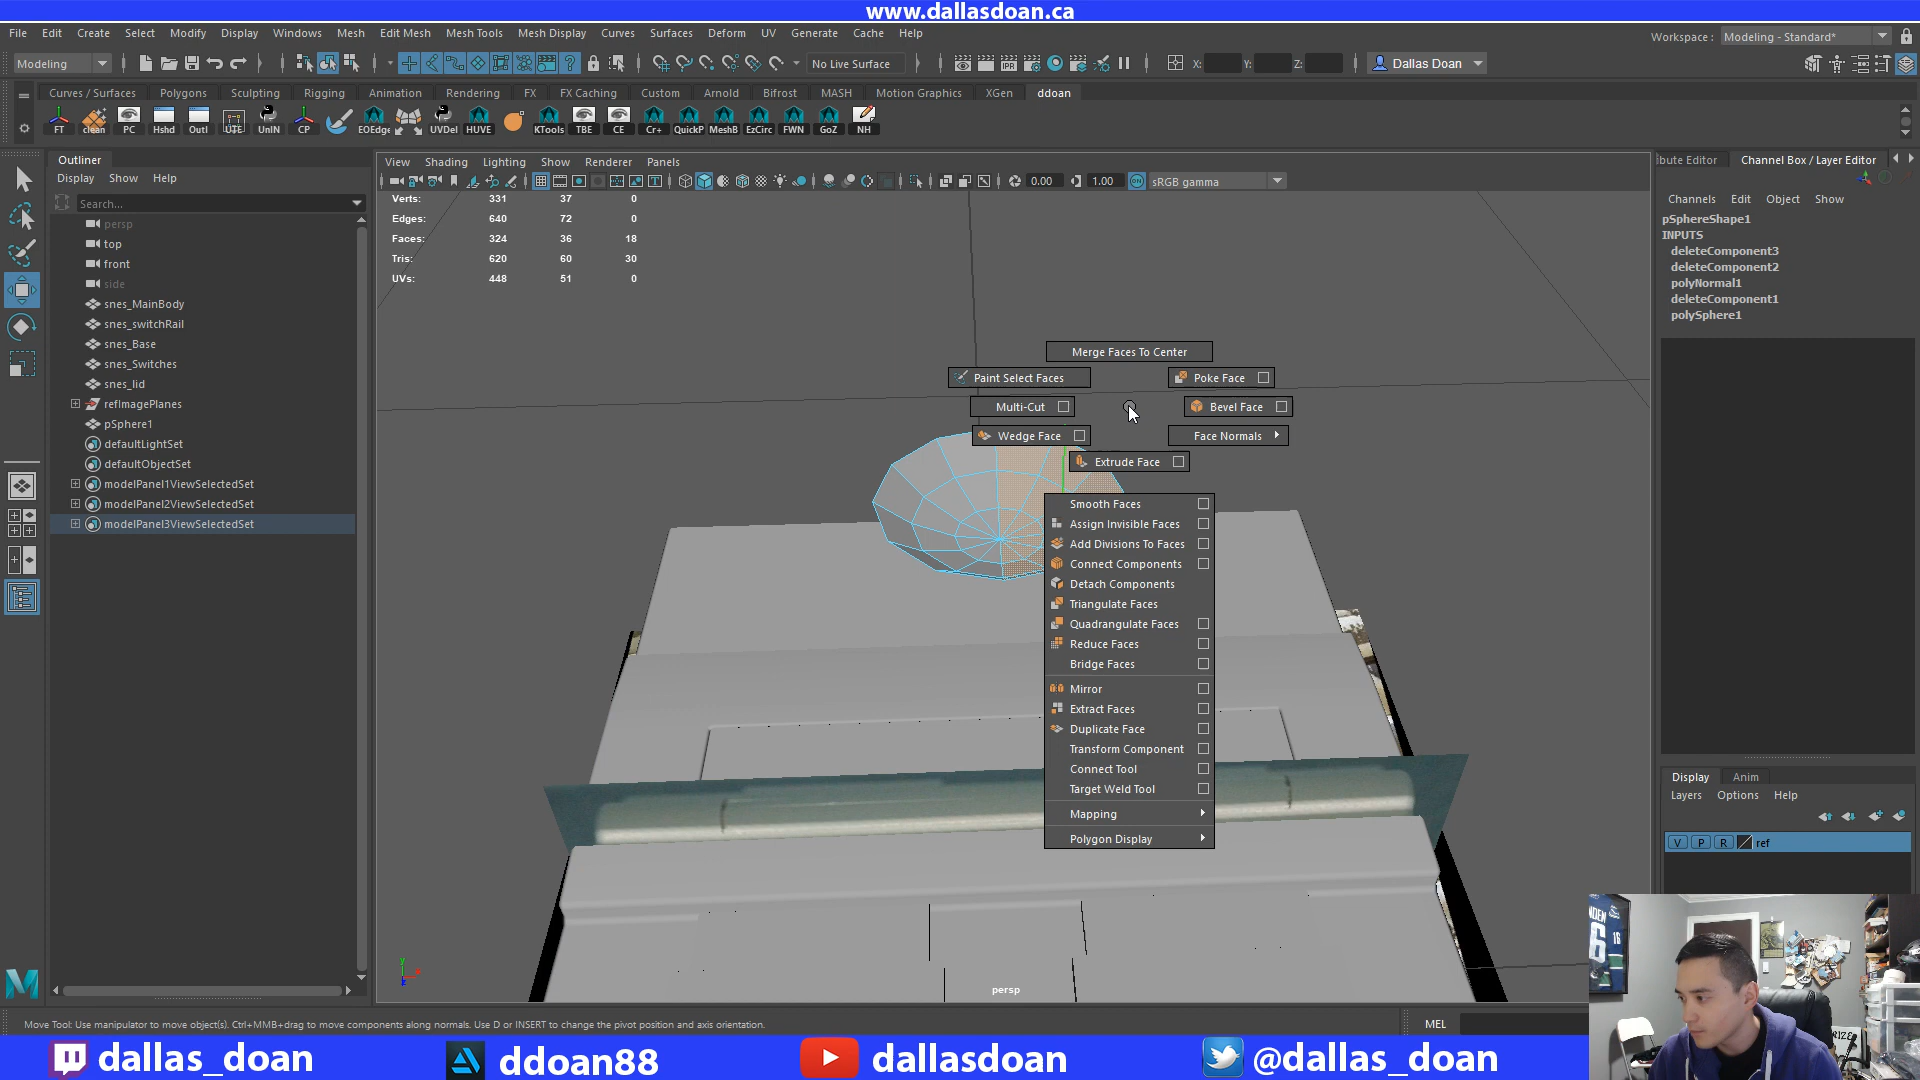 www.dallasdoan.ca
File Edit Create Select Modify Display Windows Mesh Edit Mesh Mesh Tools Mesh Display Curves Surfaces Deform UV Generate Cache Help
Workspace : Modeling - Standard*
Modeling
No Live Surface
X: Y: Z:
Dallas Doan
Curves / Surfaces Polygons Sculpting Rigging Animation Rendering FX FX Caching Custom Arnold Bifrost MASH Motion Graphics XGen ddoan
FT clean PC Hshd Outl UTE UnIN CP EOEdge UVDel HUVE KTools TBE CE Cr+ QuickP MeshB EzCirc FWN GoZ NH
Outliner
Display Show Help
Search...
persp
top
front
side
snes_MainBody
snes_switchRail
snes_Base
snes_Switches
snes_lid
refImagePlanes
pSphere1
defaultLightSet
defaultObjectSet
modelPanel1ViewSelectedSet
modelPanel2ViewSelectedSet
modelPanel3ViewSelectedSet
View Shading Lighting Show Renderer Panels
0.00 1.00 ON sRGB gamma
Verts: 331 37 0
Edges: 640 72 0
Faces: 324 36 18
Tris: 620 60 30
UVs: 448 51 0
Merge Faces To Center
Paint Select Faces
Poke Face
Multi-Cut
Bevel Face
Wedge Face
Face Normals
Extrude Face
Smooth Faces
Assign Invisible Faces
Add Divisions To Faces
Connect Components
Detach Components
Triangulate Faces
Quadrangulate Faces
Reduce Faces
Bridge Faces
Mirror
Extract Faces
Duplicate Face
Transform Component
Connect Tool
Target Weld Tool
Mapping
Polygon Display
y
persp
bute Editor Channel Box / Layer Editor
Channels Edit Object Show
pSphereShape1
INPUTS
deleteComponent3
deleteComponent2
polyNormal1
deleteComponent1
polySphere1
Display Anim
Layers Options Help
V P R ref
Move Tool: Use manipulator to move object(s). Ctrl+MMB+drag to move components along normals. Use D or INSERT to change the pivot position and axis orientation.
MEL
dallas_doan ddoan88 dallasdoan @dallas_doan